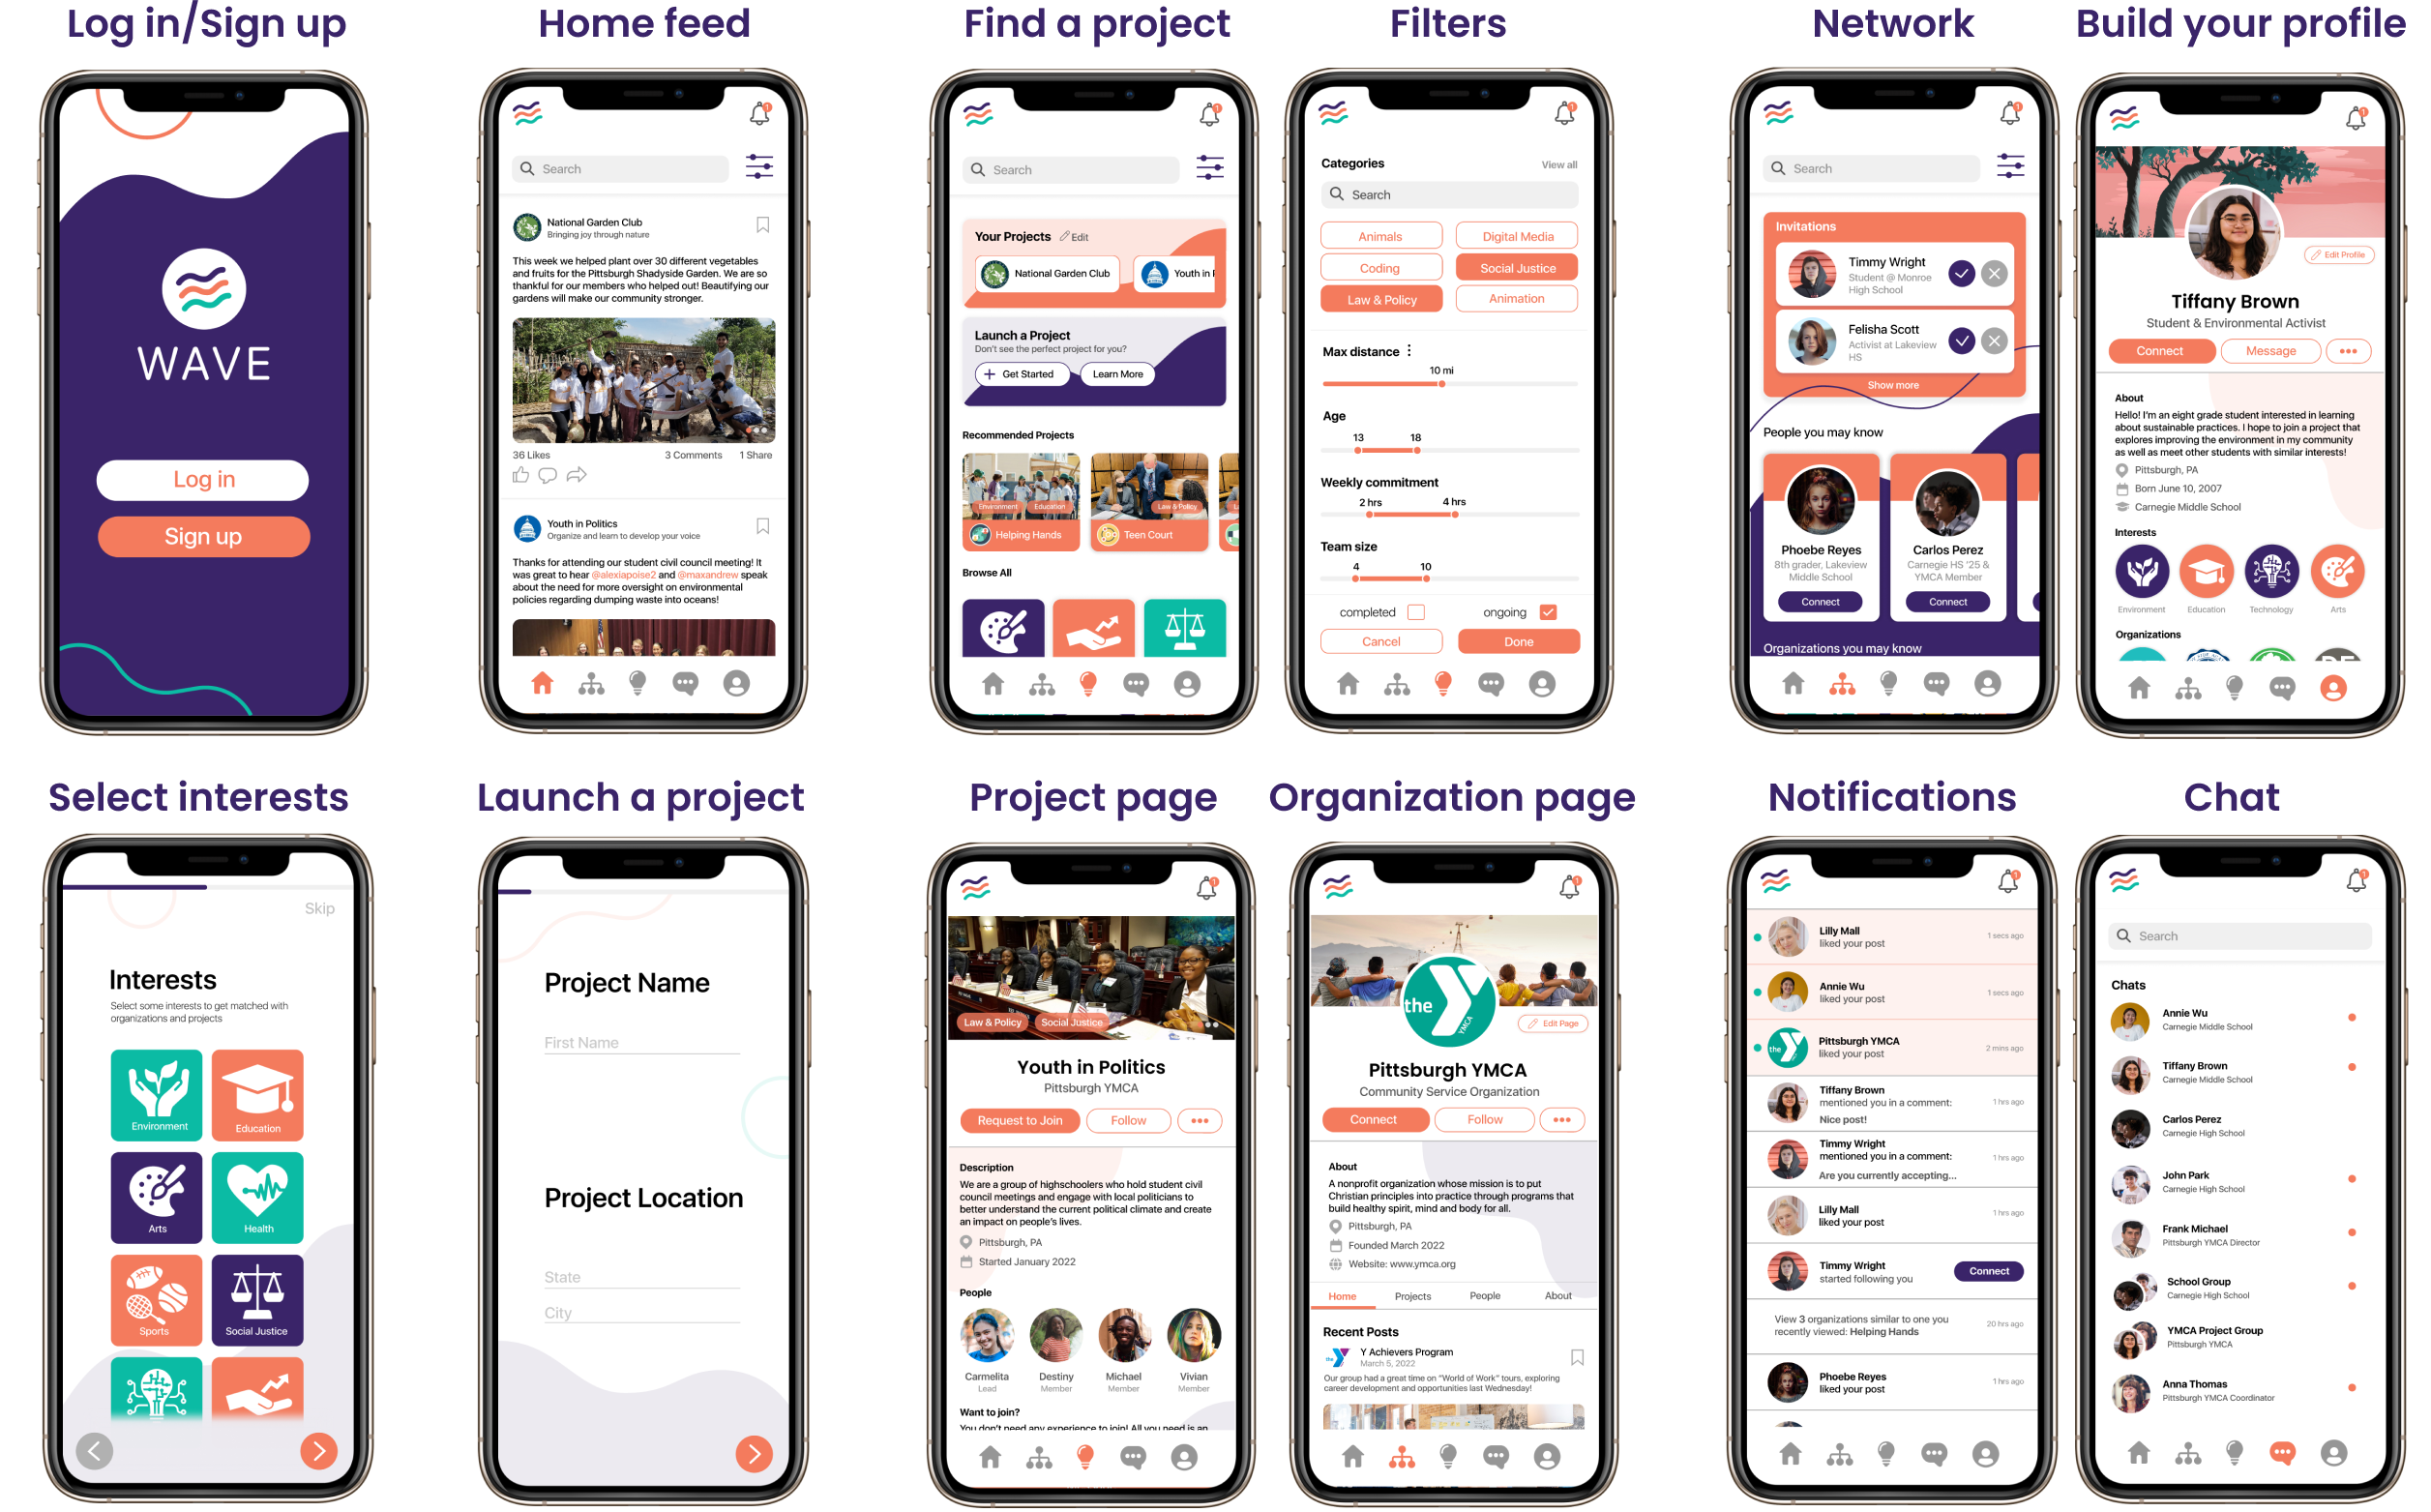 Log in/Sign up
WAVE
Log in
Sign up
Home feed
1
Search
National Garden Club
Bringing joy through nature
This week we helped plant over 30 different vegetables
and fruits for the Pittsburgh Shadyside Garden. We are so
thankful for our members who helped out! Beautifying our
gardens will make our community stronger.
36 Likes
3 Comments
1 Share
Youth in Politics
Organize and learn to develop your voice
Thanks for attending our student civil council meeting! It
was great to hear @alexiapoise2 and @maxandrew speak
about the need for more oversight on environmental
policies regarding dumping waste into oceans!
Find a project
1
Search
Your Projects
Edit
National Garden Club
Youth in
Launch a Project
Don't see the perfect project for you?
+ Get Started
Learn More
Recommended Projects
Environment
Education
Law & Policy
Helping Hands
Teen Court
Browse All
Filters
1
Categories
View all
Search
Animals
Digital Media
Coding
Social Justice
Law & Policy
Animation
Max distance
10 mi
Age
13
18
Weekly commitment
2 hrs
4 hrs
Team size
4
10
completed
ongoing
Cancel
Done
Network
1
Search
Invitations
Timmy Wright
Student @ Monroe
High School
Felisha Scott
Activist at Lakeview
HS
Show more
People you may know
Phoebe Reyes
8th grader, Lakeview
Middle School
Connect
Carlos Perez
Carnegie HS '25 &
YMCA Member
Connect
Organizations you may know
Build your profile
1
Edit Profile
Tiffany Brown
Student & Environmental Activist
Connect
Message
About
Hello! I'm an eight grade student interested in learning
about sustainable practices. I hope to join a project that
explores improving the environment in my community
as well as meet other students with similar interests!
Pittsburgh, PA
Born June 10, 2007
Carnegie Middle School
Interests
Environment
Education
Technology
Arts
Organizations
Select interests
Skip
Interests
Select some interests to get matched with
organizations and projects
Environment
Education
Arts
Health
Sports
Social Justice
Launch a project
Project Name
First Name
Project Location
State
City
Project page
1
Law & Policy
Social Justice
Youth in Politics
Pittsburgh YMCA
Request to Join
Follow
Description
We are a group of highschoolers who hold student civil
council meetings and engage with local politicians to
better understand the current political climate and create
an impact on people's lives.
Pittsburgh, PA
Started January 2022
People
Carmelita
Lead
Destiny
Member
Michael
Member
Vivian
Member
Want to join?
You don't need any experience to join! All you need is an
Organization page
1
the
YMCA
Edit Page
Pittsburgh YMCA
Community Service Organization
Connect
Follow
About
A nonprofit organization whose mission is to put
Christian principles into practice through programs that
build healthy spirit, mind and body for all.
Pittsburgh, PA
Founded March 2022
Website: www.ymca.org
Home
Projects
People
About
Recent Posts
the
Y Achievers Program
March 5, 2022
Our group had a great time on "World of Work" tours, exploring
career development and opportunities last Wednesday!
Notifications
1
Lilly Mall
liked your post
1 secs ago
Annie Wu
liked your post
1 secs ago
the
Pittsburgh YMCA
liked your post
2 mins ago
Tiffany Brown
mentioned you in a comment:
Nice post!
1 hrs ago
Timmy Wright
mentioned you in a comment:
Are you currently accepting...
1 hrs ago
Lilly Mall
liked your post
1 hrs ago
Timmy Wright
started following you
Connect
View 3 organizations similar to one you
recently viewed: Helping Hands
20 hrs ago
Phoebe Reyes
liked your post
1 hrs ago
Chat
1
Search
Chats
Annie Wu
Carnegie Middle School
Tiffany Brown
Carnegie Middle School
Carlos Perez
Carnegie High School
John Park
Carnegie High School
Frank Michael
Pittsburgh YMCA Director
School Group
Carnegie High School
YMCA Project Group
Pittsburgh YMCA
Anna Thomas
Pittsburgh YMCA Coordinator